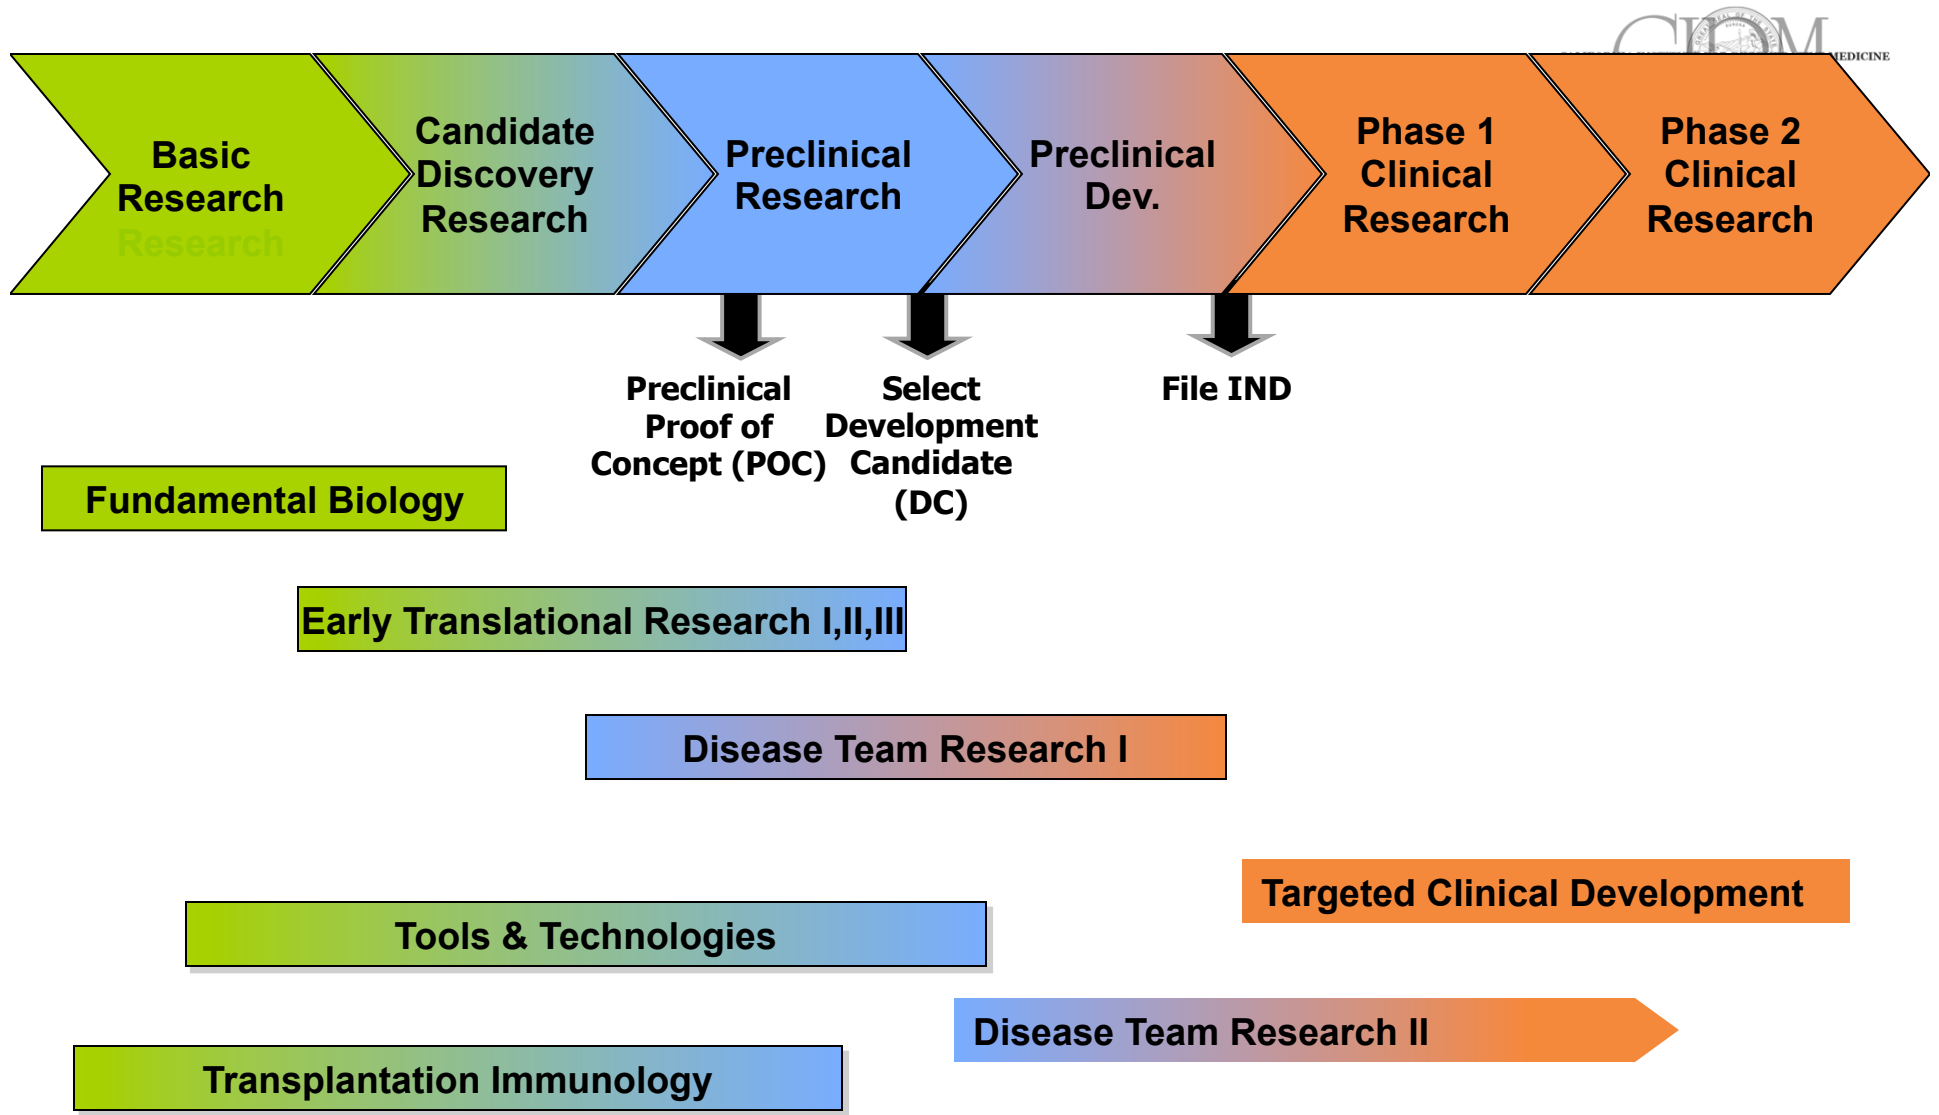 CIRM
MEDICINE
Basic
Research
Research
Candidate
Discovery
Research
Preclinical
Research
Preclinical
Dev.
Phase 1
Clinical
Research
Phase 2
Clinical
Research
Preclinical
Proof of
Concept (POC)
Select
Development
Candidate
(DC)
File IND
Fundamental Biology
Early Translational Research I,II,III
Disease Team Research I
Targeted Clinical Development
Tools & Technologies
Disease Team Research II
Transplantation Immunology